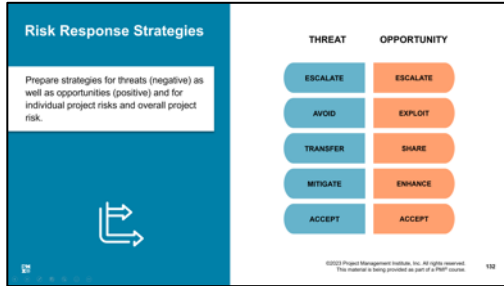 Risk Response Strategies
Prepare strategies for threats (negative) as
well as opportunities (positive) and for
individual project risks and overall project
risk.
THREAT OPPORTUNITY
ESCALATE ESCALATE
AVOID EXPLOIT
TRANSFER SHARE
MITIGATE ENHANCE
ACCEPT ACCEPT
©2023 Project Management Institute, Inc. All rights reserved.
This material is being provided as part of a PMI® course.
132